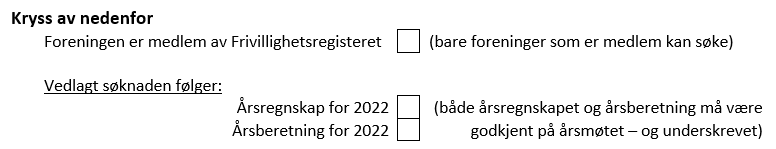 Kryss av nedenfor
Foreningen er medlem av Frivillighetsregisteret (bare foreninger som er medlem kan søke)
Vedlagt søknaden følger:
Årsregnskap for 2022 (både årsregnskapet og årsberetning må være
Årsberetning for 2022 godkjent på årsmøtet – og underskrevet)